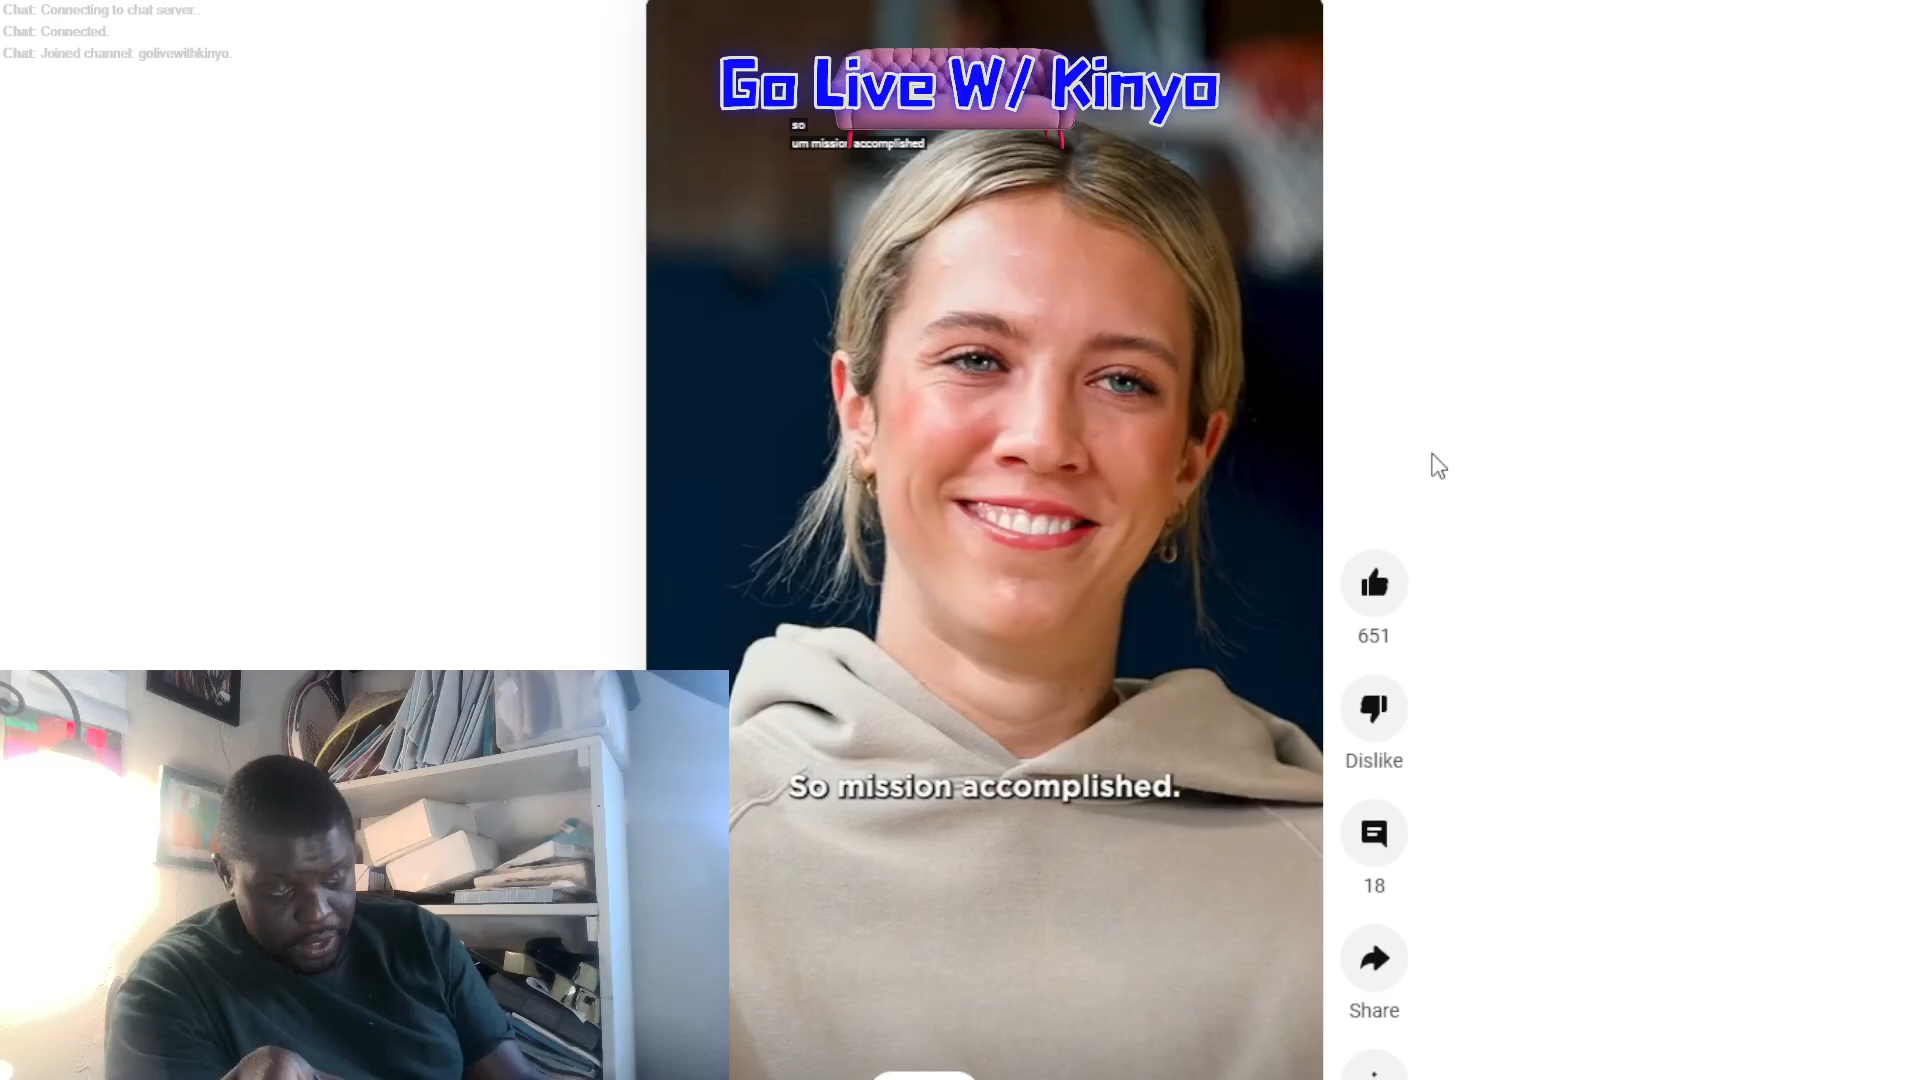 Chat: Connecting to chat server..
Chat: Connected.
Chat: Joined channel: golivewithkinyo.
Go Live W/ Kinyo
so
um mission accomplished
So mission accomplished.
651
Dislike
18
Share